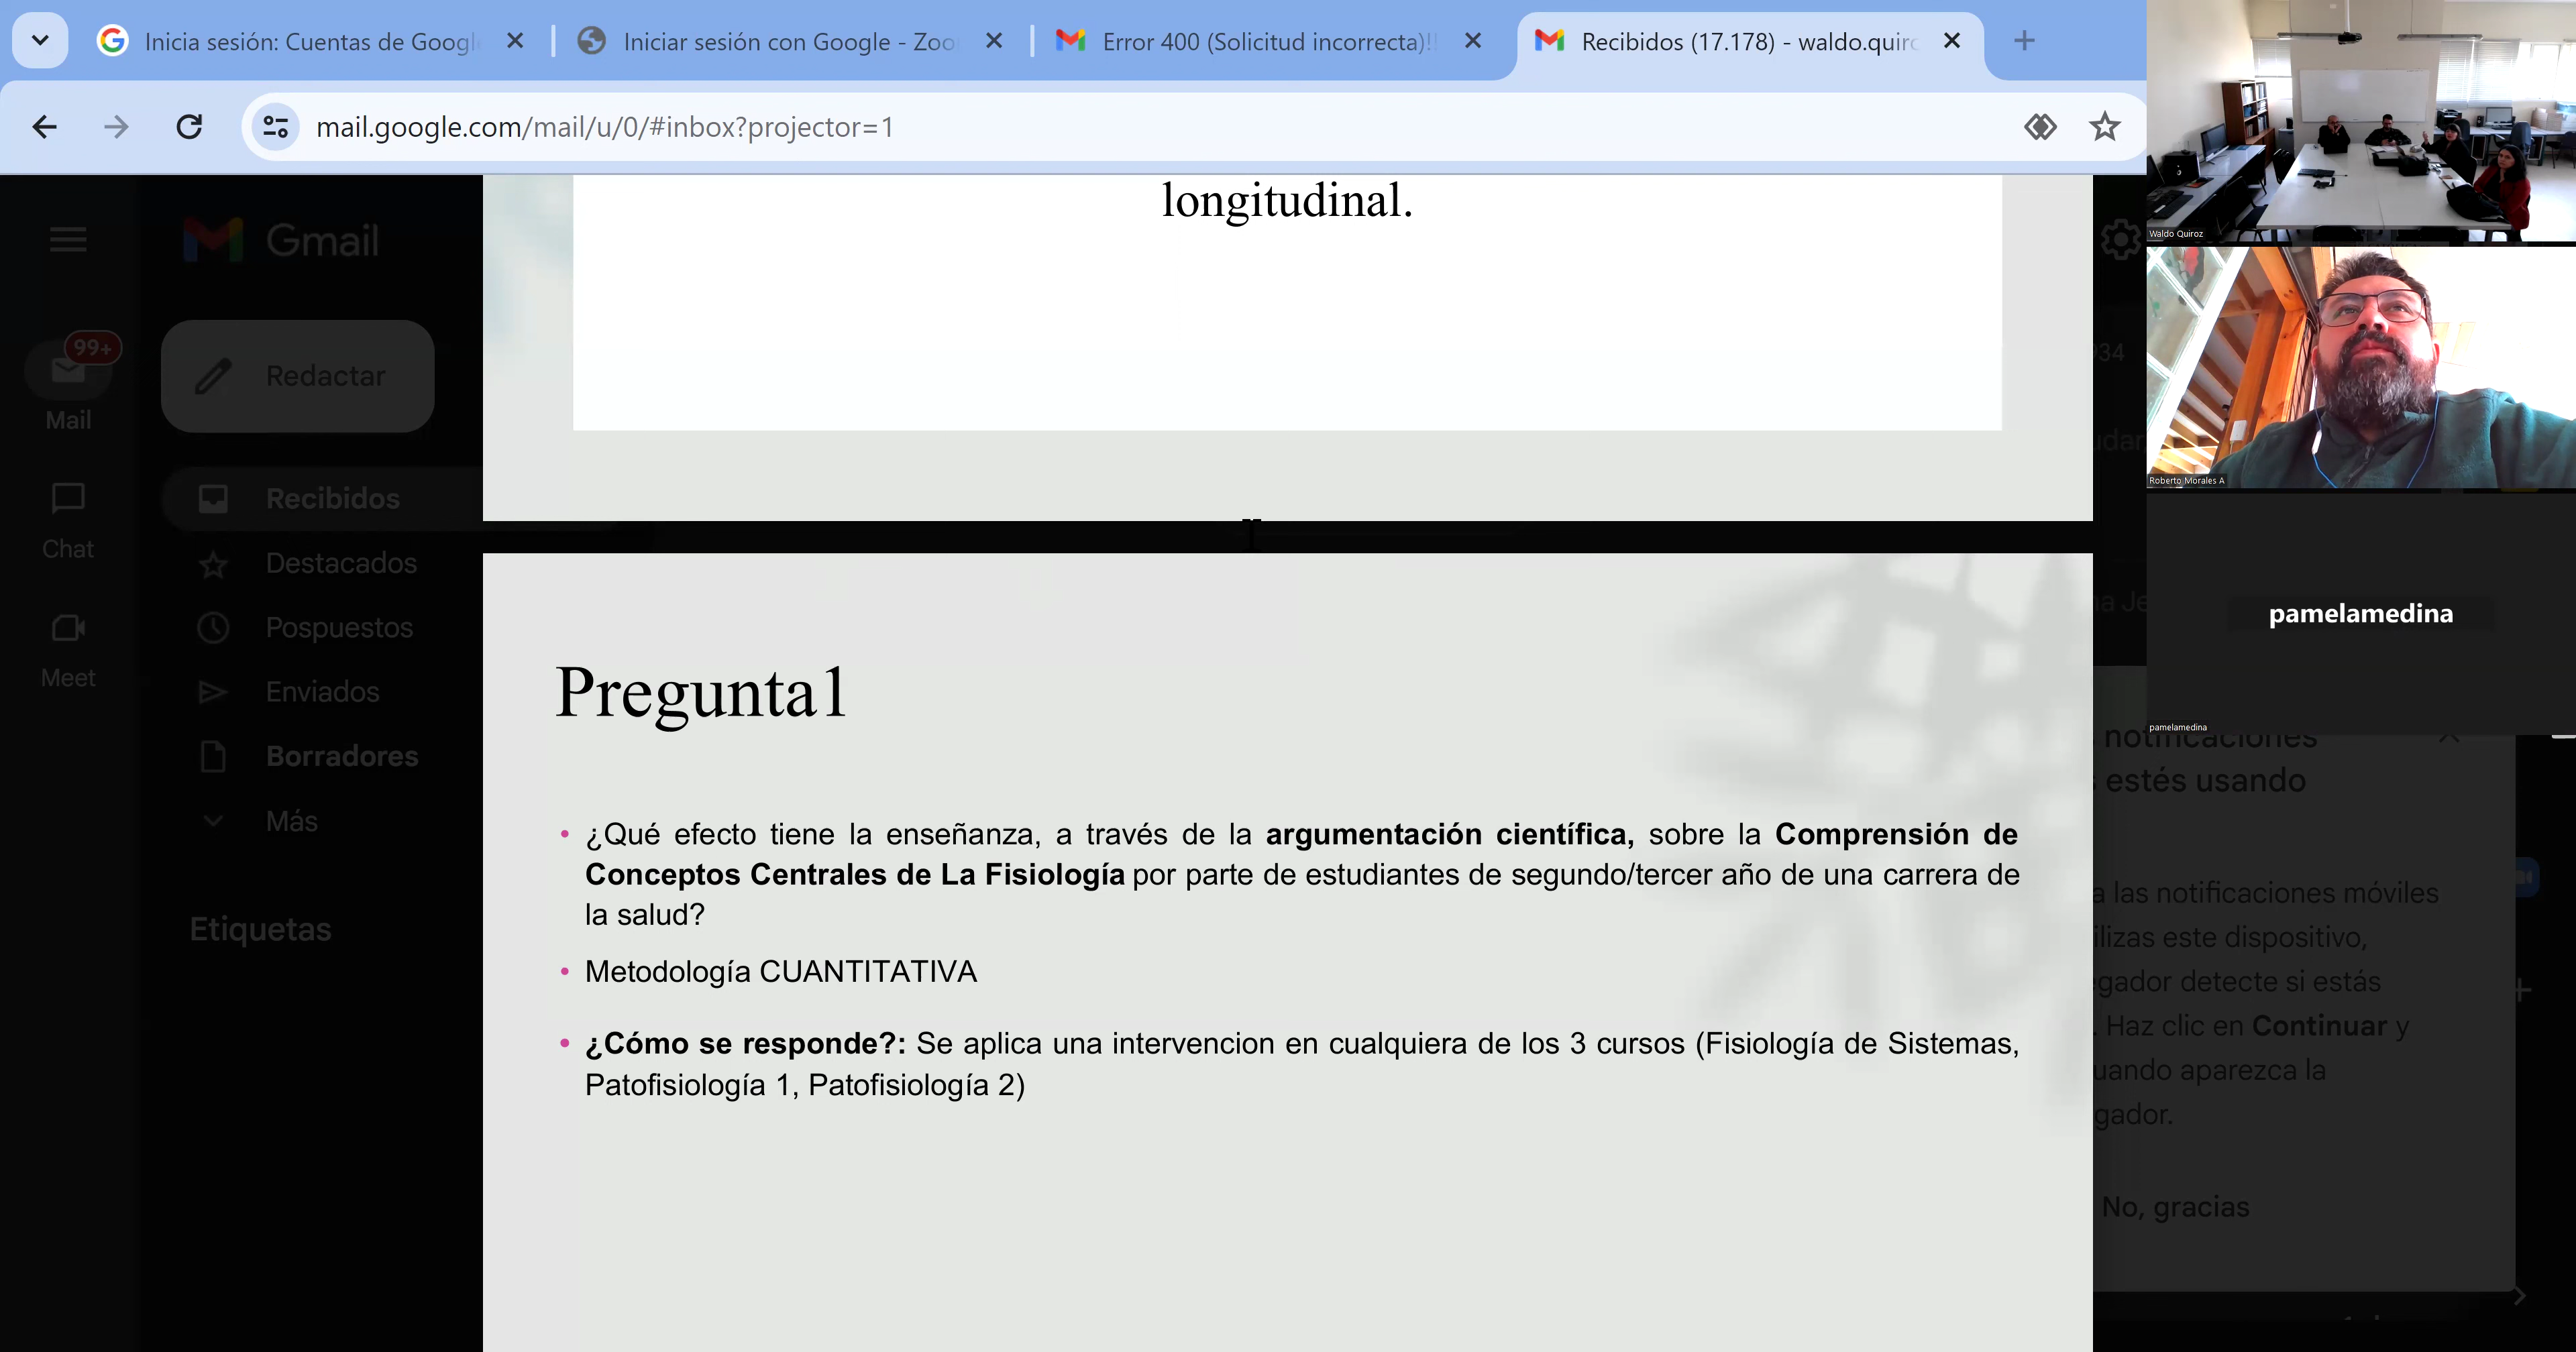 Inicia sesión: Cuentas de Googl
Iniciar sesión con Google - Zoo
Error 400 (Solicitud incorrecta)!!
Recibidos (17.178) - waldo.quiro
mail.google.com/mail/u/0/#inbox?projector=1
Gmail
99+
Mail
Chat
Meet
Redactar
Recibidos
Destacados
Pospuestos
Enviados
Borradores
Más
Etiquetas
longitudinal.
Pregunta1
• ¿Qué efecto tiene la enseñanza, a través de la argumentación científica, sobre la Comprensión de
Conceptos Centrales de La Fisiología por parte de estudiantes de segundo/tercer año de una carrera de
la salud?
• Metodología CUANTITATIVA
• ¿Cómo se responde?: Se aplica una intervencion en cualquiera de los 3 cursos (Fisiología de Sistemas,
Patofisiología 1, Patofisiología 2)
Waldo Quiroz
Roberto Morales A
pamelamedina
pamelamedina
notificaciones
estés usando
a las notificaciones móviles
ilizas este dispositivo,
egador detecte si estás
. Haz clic en Continuar y
uando aparezca la
gador.
No, gracias